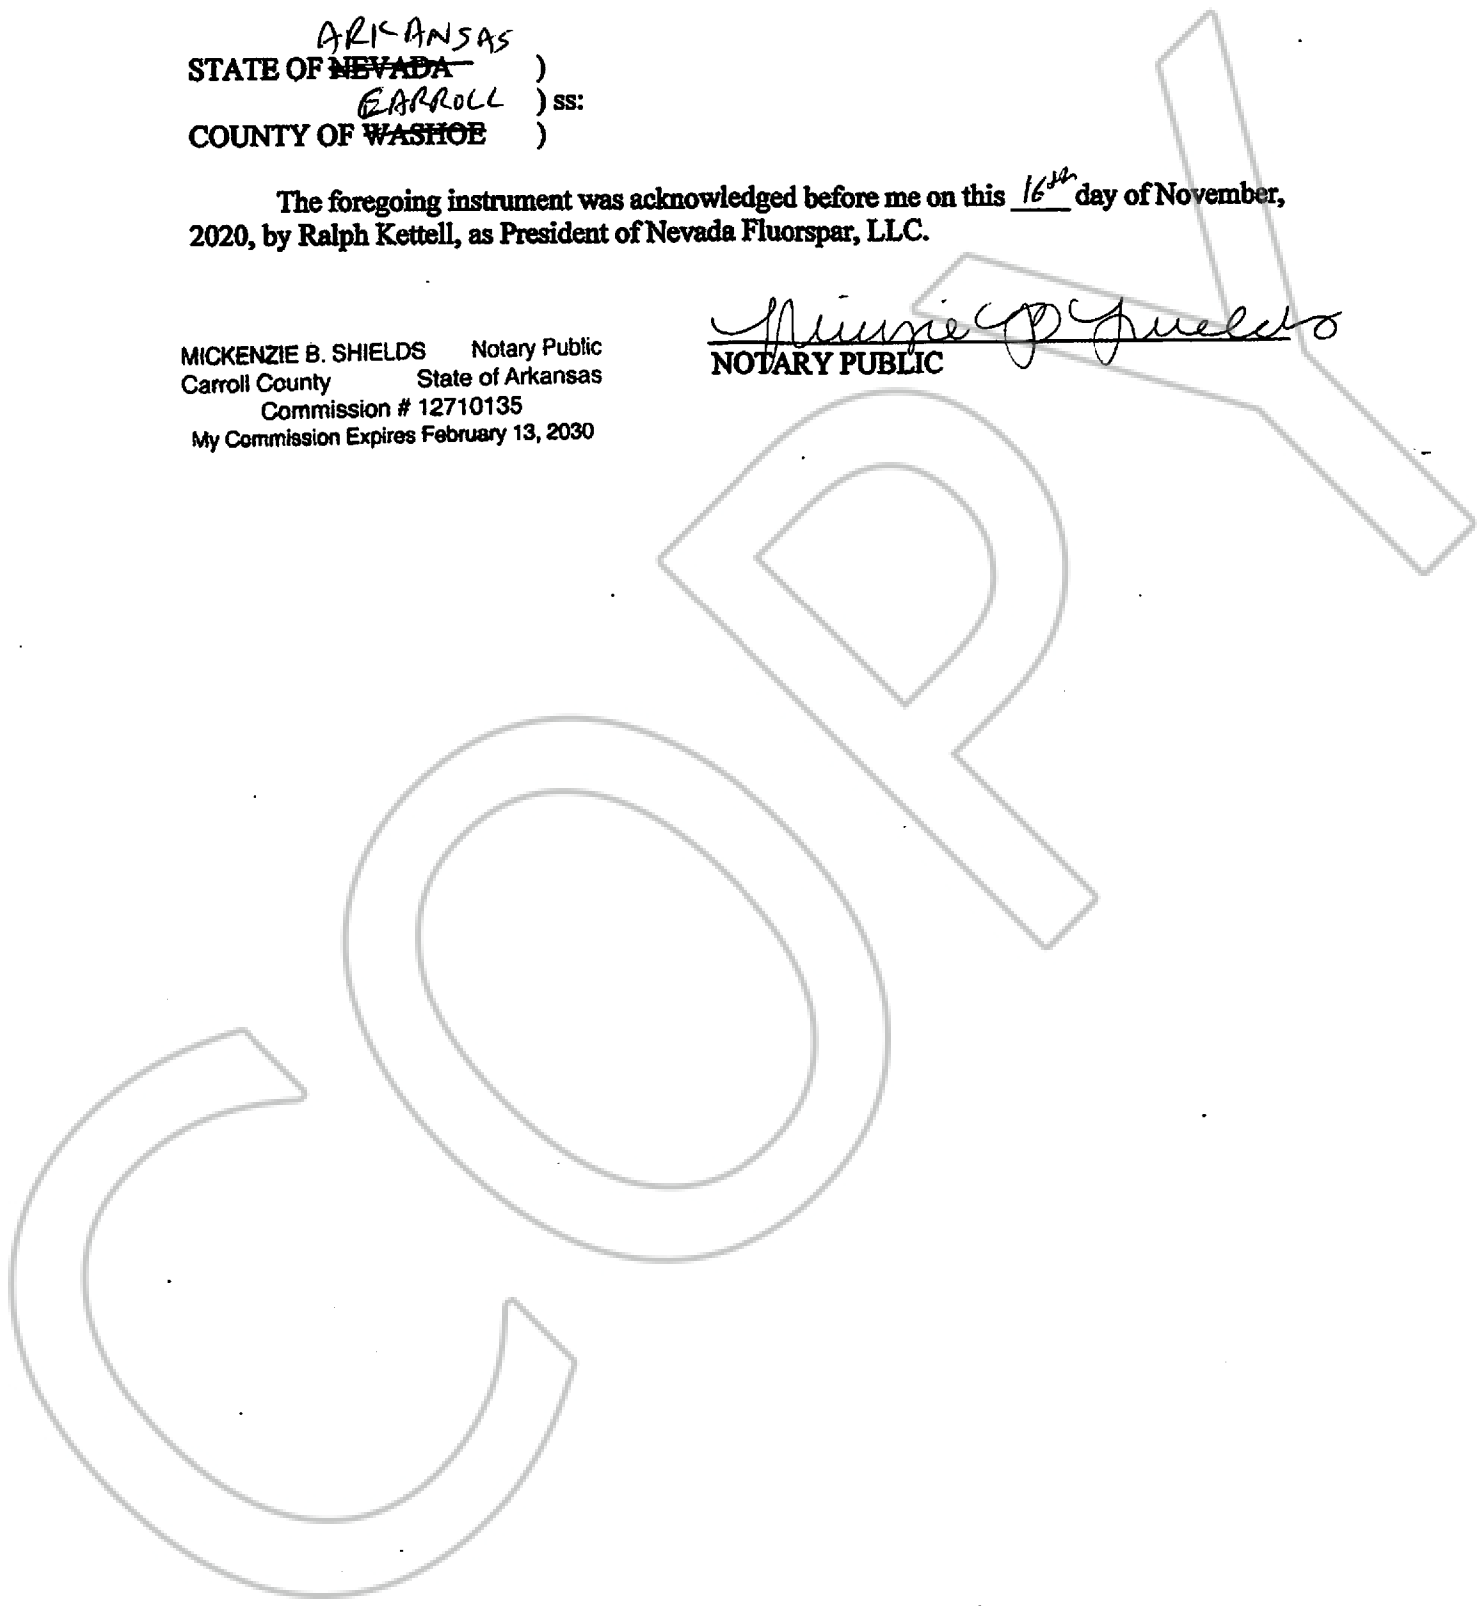 ARKANSAS
STATE OF NEVADA )
CARROLL ) ss:
COUNTY OF WASHOE )
The foregoing instrument was acknowledged before me on this 16th day of November,
2020, by Ralph Kettell, as President of Nevada Fluorspar, LLC.
MICKENZIE B. SHIELDS Notary Public
Carroll County State of Arkansas
Commission # 12710135
My Commission Expires February 13, 2030
NOTARY PUBLIC
COPY